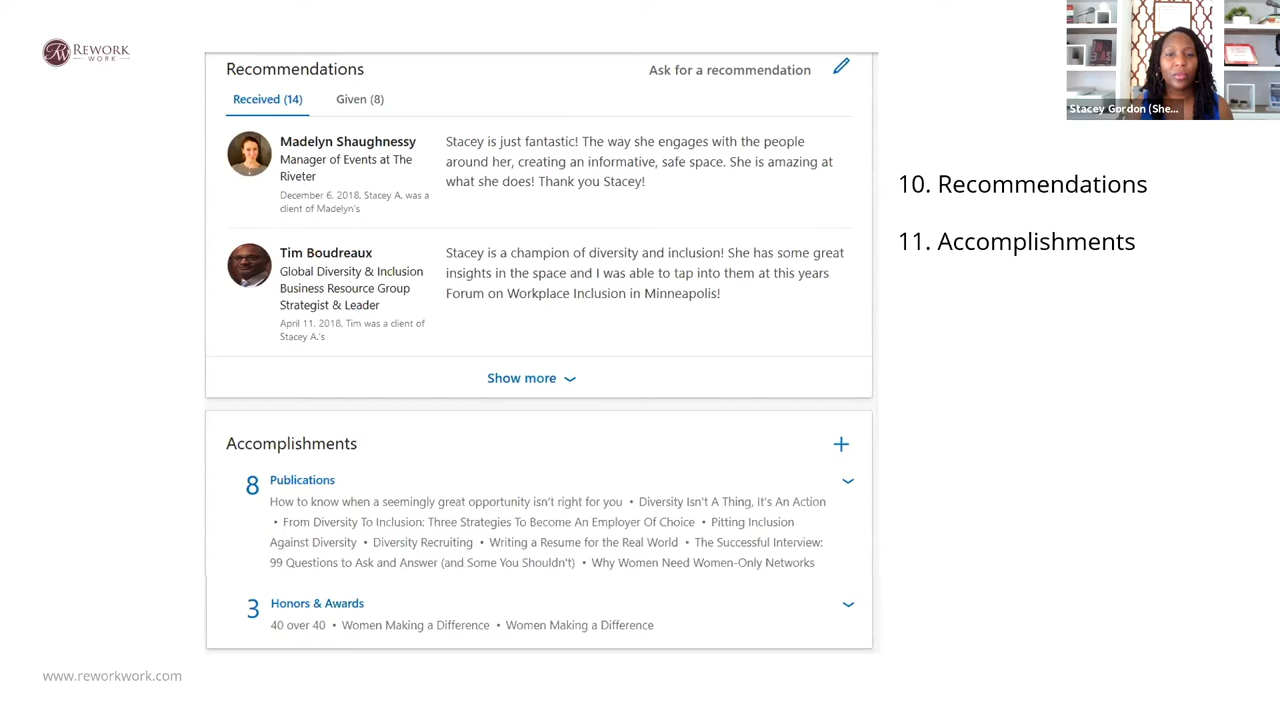 REWORK
WORK
Recommendations
Ask for a recommendation
Received (14)
Given (8)
Madelyn Shaughnessy
Manager of Events at The
Riveter
December 6, 2018, Stacey A. was a
client of Madelyn's
Stacey is just fantastic! The way she engages with the people
around her, creating an informative, safe space. She is amazing at
what she does! Thank you Stacey!
Tim Boudreaux
Global Diversity & Inclusion
Business Resource Group
Strategist & Leader
April 11, 2018, Tim was a client of
Stacey A.'s
Stacey is a champion of diversity and inclusion! She has some great
insights in the space and I was able to tap into them at this years
Forum on Workplace Inclusion in Minneapolis!
Show more
Accomplishments
8
Publications
How to know when a seemingly great opportunity isn't right for you • Diversity Isn't A Thing, It's An Action
• From Diversity To Inclusion: Three Strategies To Become An Employer Of Choice • Pitting Inclusion
Against Diversity • Diversity Recruiting • Writing a Resume for the Real World • The Successful Interview:
99 Questions to Ask and Answer (and Some You Shouldn't) • Why Women Need Women-Only Networks
3
Honors & Awards
40 over 40 • Women Making a Difference • Women Making a Difference
Stacey Gordon (She...
10. Recommendations
11. Accomplishments
www.reworkwork.com